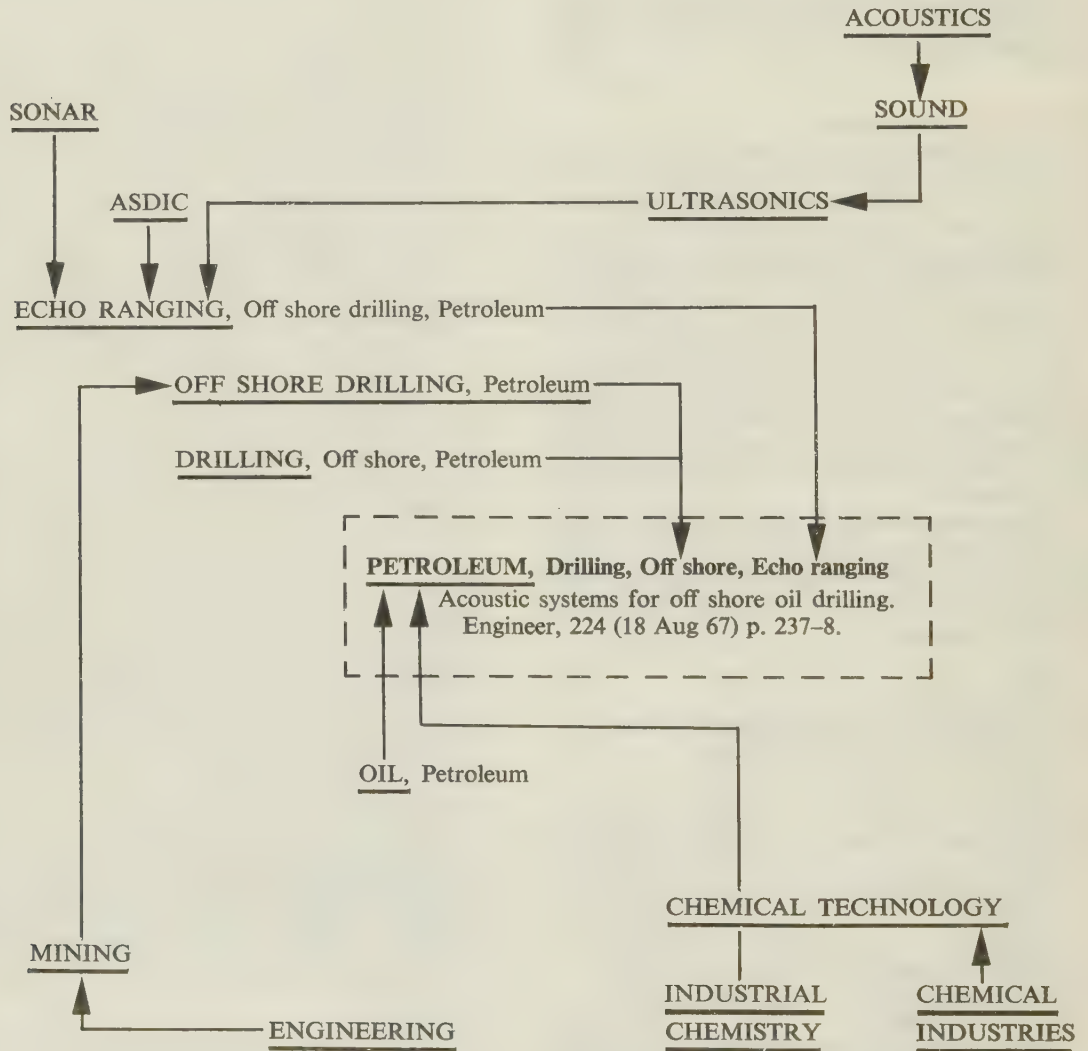 ACOUSTICS
SONAR
SOUND
ASDIC
ULTRASONICS
ECHO RANGING, Off shore drilling, Petroleum
OFF SHORE DRILLING, Petroleum
DRILLING, Off shore, Petroleum
PETROLEUM, Drilling, Off shore, Echo ranging
Acoustic systems for off shore oil drilling.
Engineer, 224 (18 Aug 67) p. 237–8.
OIL, Petroleum
CHEMICAL TECHNOLOGY
MINING
INDUSTRIAL
CHEMISTRY
CHEMICAL
INDUSTRIES
ENGINEERING